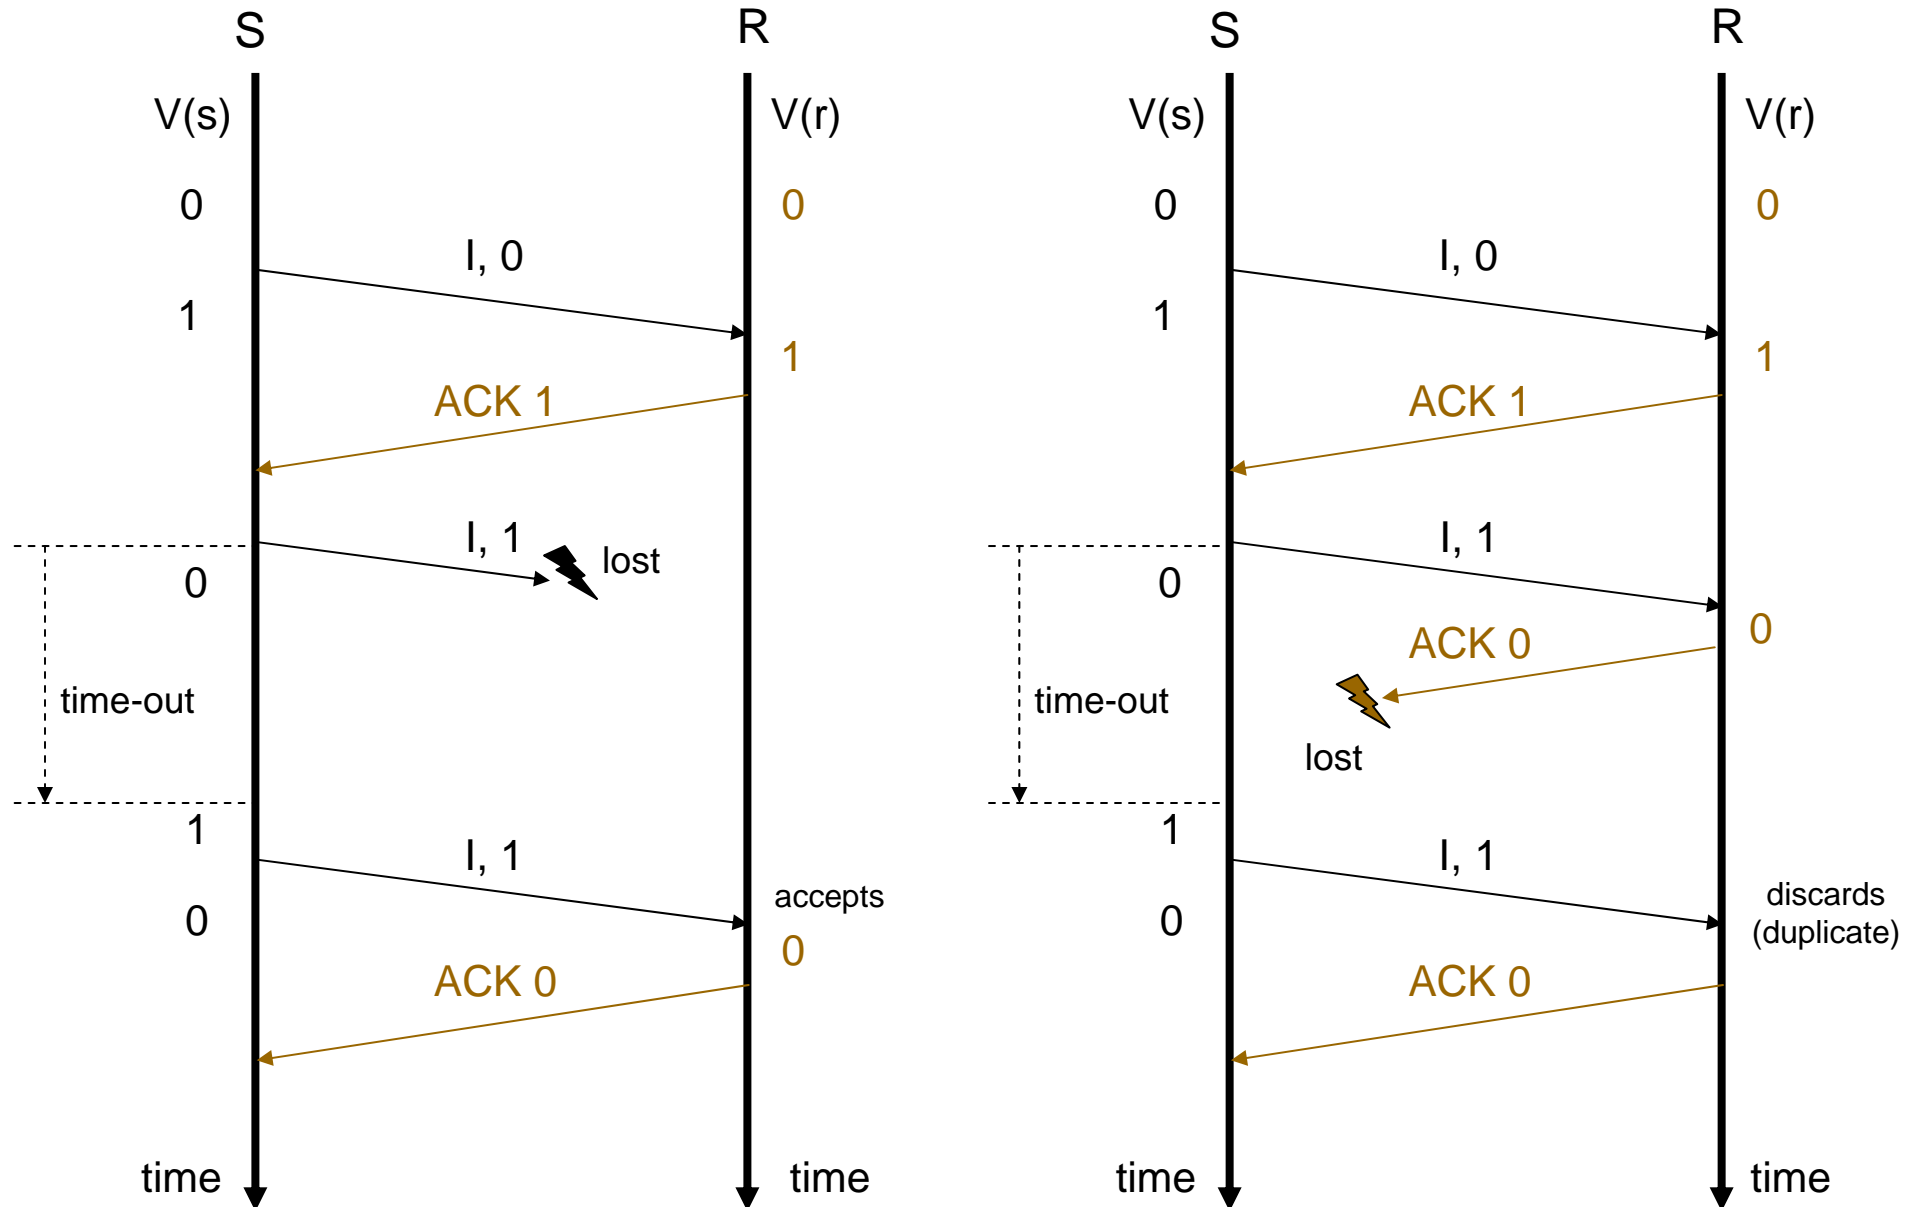 S
R
V(s)
V(r)
0
0
I, 0
1
1
ACK 1
I, 1
lost
0
time-out
1
I, 1
accepts
0
0
ACK 0
time
time
S
R
V(s)
V(r)
0
0
I, 0
1
1
ACK 1
I, 1
0
0
ACK 0
time-out
lost
1
I, 1
discards
(duplicate)
0
ACK 0
time
time